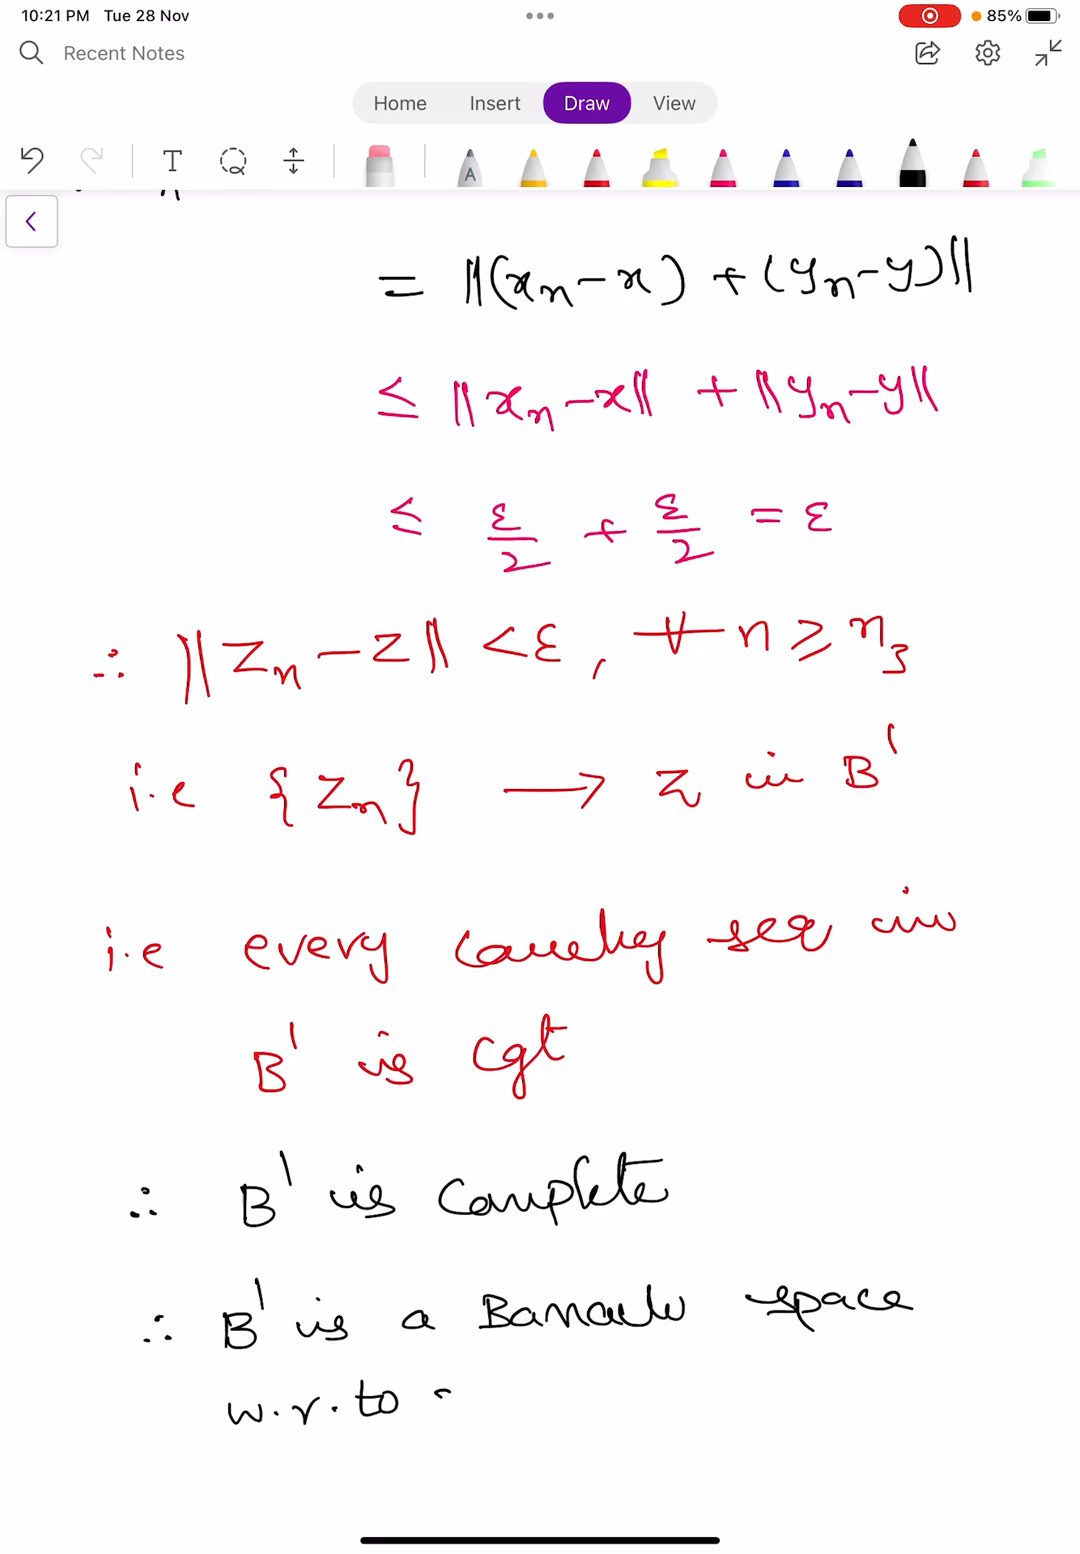 10:21 PM Tue 28 Nov
85%
Recent Notes
Home Insert Draw View
T
A
= ||(xₙ-x) + (yₙ-y)||
≤ ||xₙ-x|| + ||yₙ-y||
≤ ε/2 + ε/2 = ε
∴ ||zₙ-z|| < ε, ∀ n ≥ n₃
i.e {zₙ} → z in B'
i.e every cauchy seq in
B' is cgt
∴ B' is complete
∴ B' is a Banach space
w.r.to